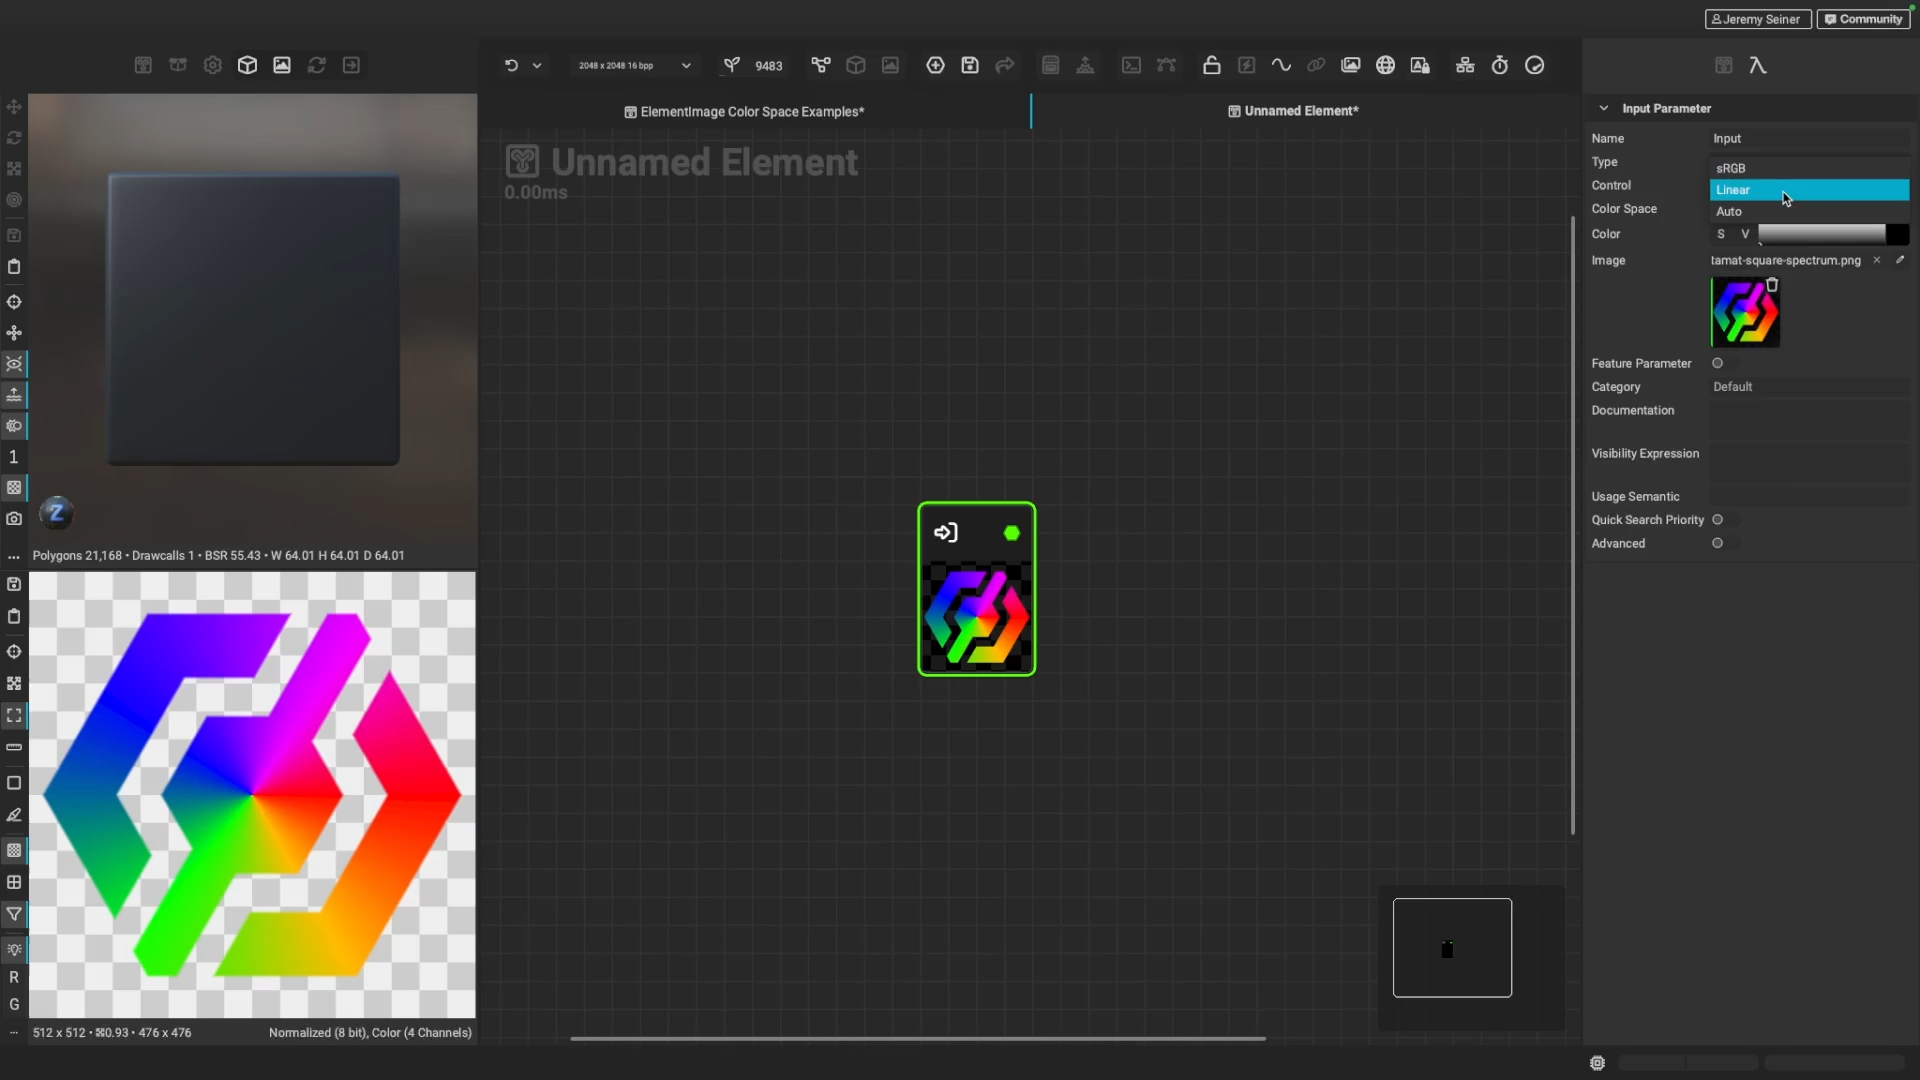 Jeremy Seiner
Community
2048 x 2048 16 bpp
9483
ElementImage Color Space Examples*
Unnamed Element*
Unnamed Element
0.00ms
Input Parameter
Name
Input
Type
sRGB
Control
Linear
Color Space
Auto
Color
S
V
Image
tamat-square-spectrum.png
Feature Parameter
Category
Default
Documentation
Visibility Expression
Usage Semantic
Quick Search Priority
Advanced
1
Z
Polygons 21,168 • Drawcalls 1 • BSR 55.43 • W 64.01 H 64.01 D 64.01
R
G
512 x 512 • 0.93 • 476 x 476
Normalized (8 bit), Color (4 Channels)